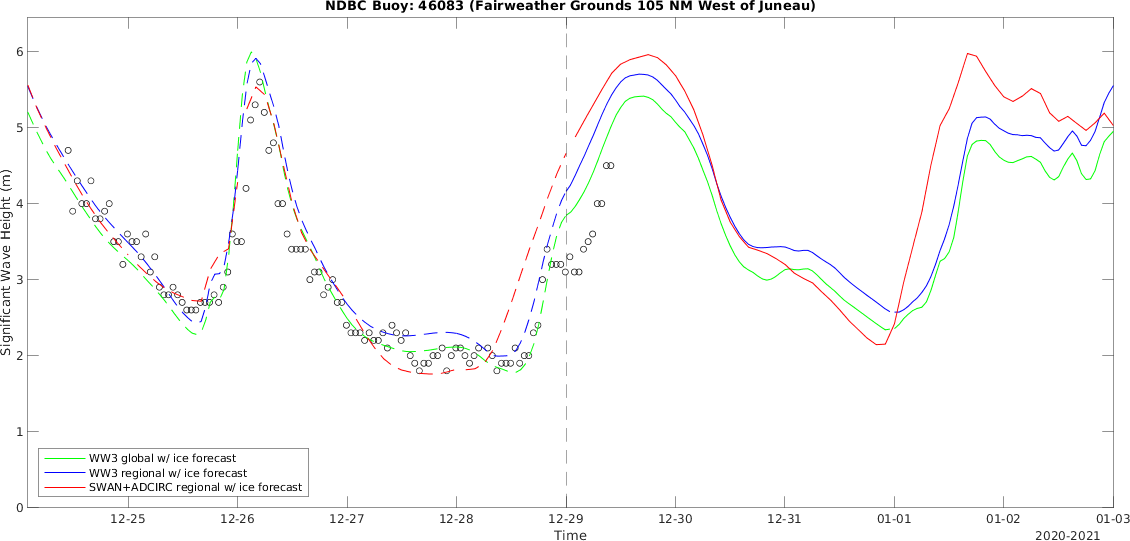 NDBC Buoy: 46083 (Fairweather Grounds 105 NM West of Juneau)
Significant Wave Height (m)
6
5
4
3
2
1
0
WW3 global w/ ice forecast
WW3 regional w/ ice forecast
SWAN+ADCIRC regional w/ ice forecast
12-25 12-26 12-27 12-28 12-29 12-30 12-31 01-01 01-02 01-03
Time
2020-2021